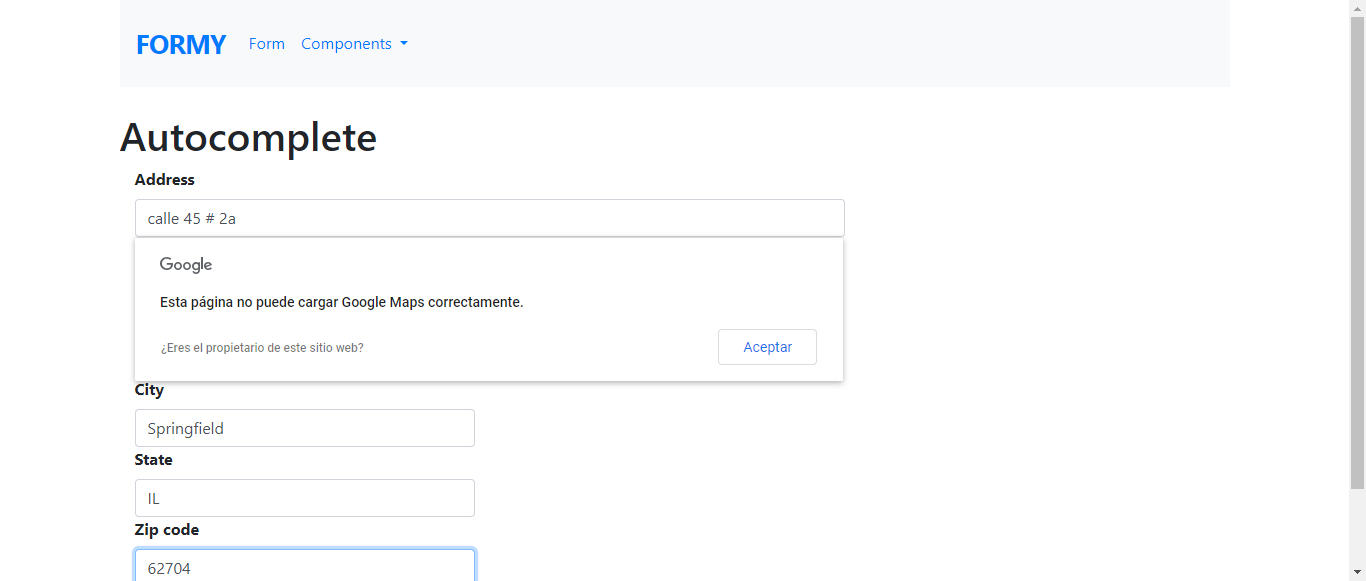 FORMY Form Components
Autocomplete
Address
calle 45 # 2a
Google
Esta página no puede cargar Google Maps correctamente.
¿Eres el propietario de este sitio web? Aceptar
City
Springfield
State
IL
Zip code
62704